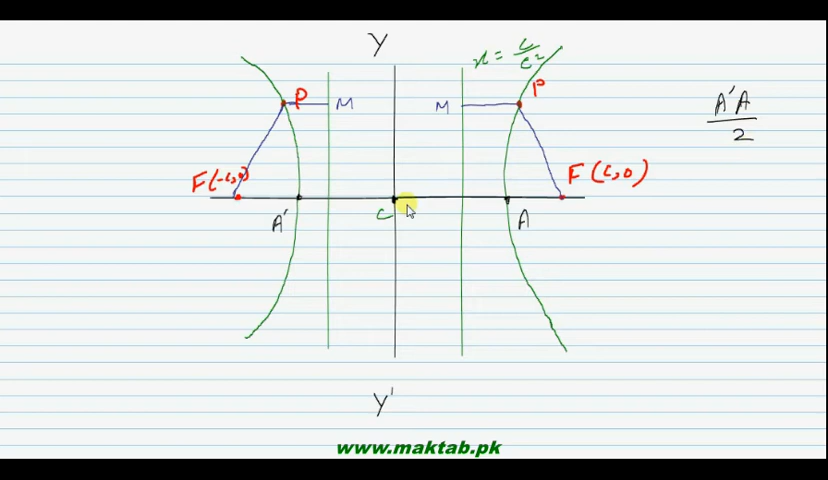 Y
x = c/e²
P
P
M
M
A'A
2
F(-c,0)
F (c,0)
A'
C
A
Y'
www.maktab.pk